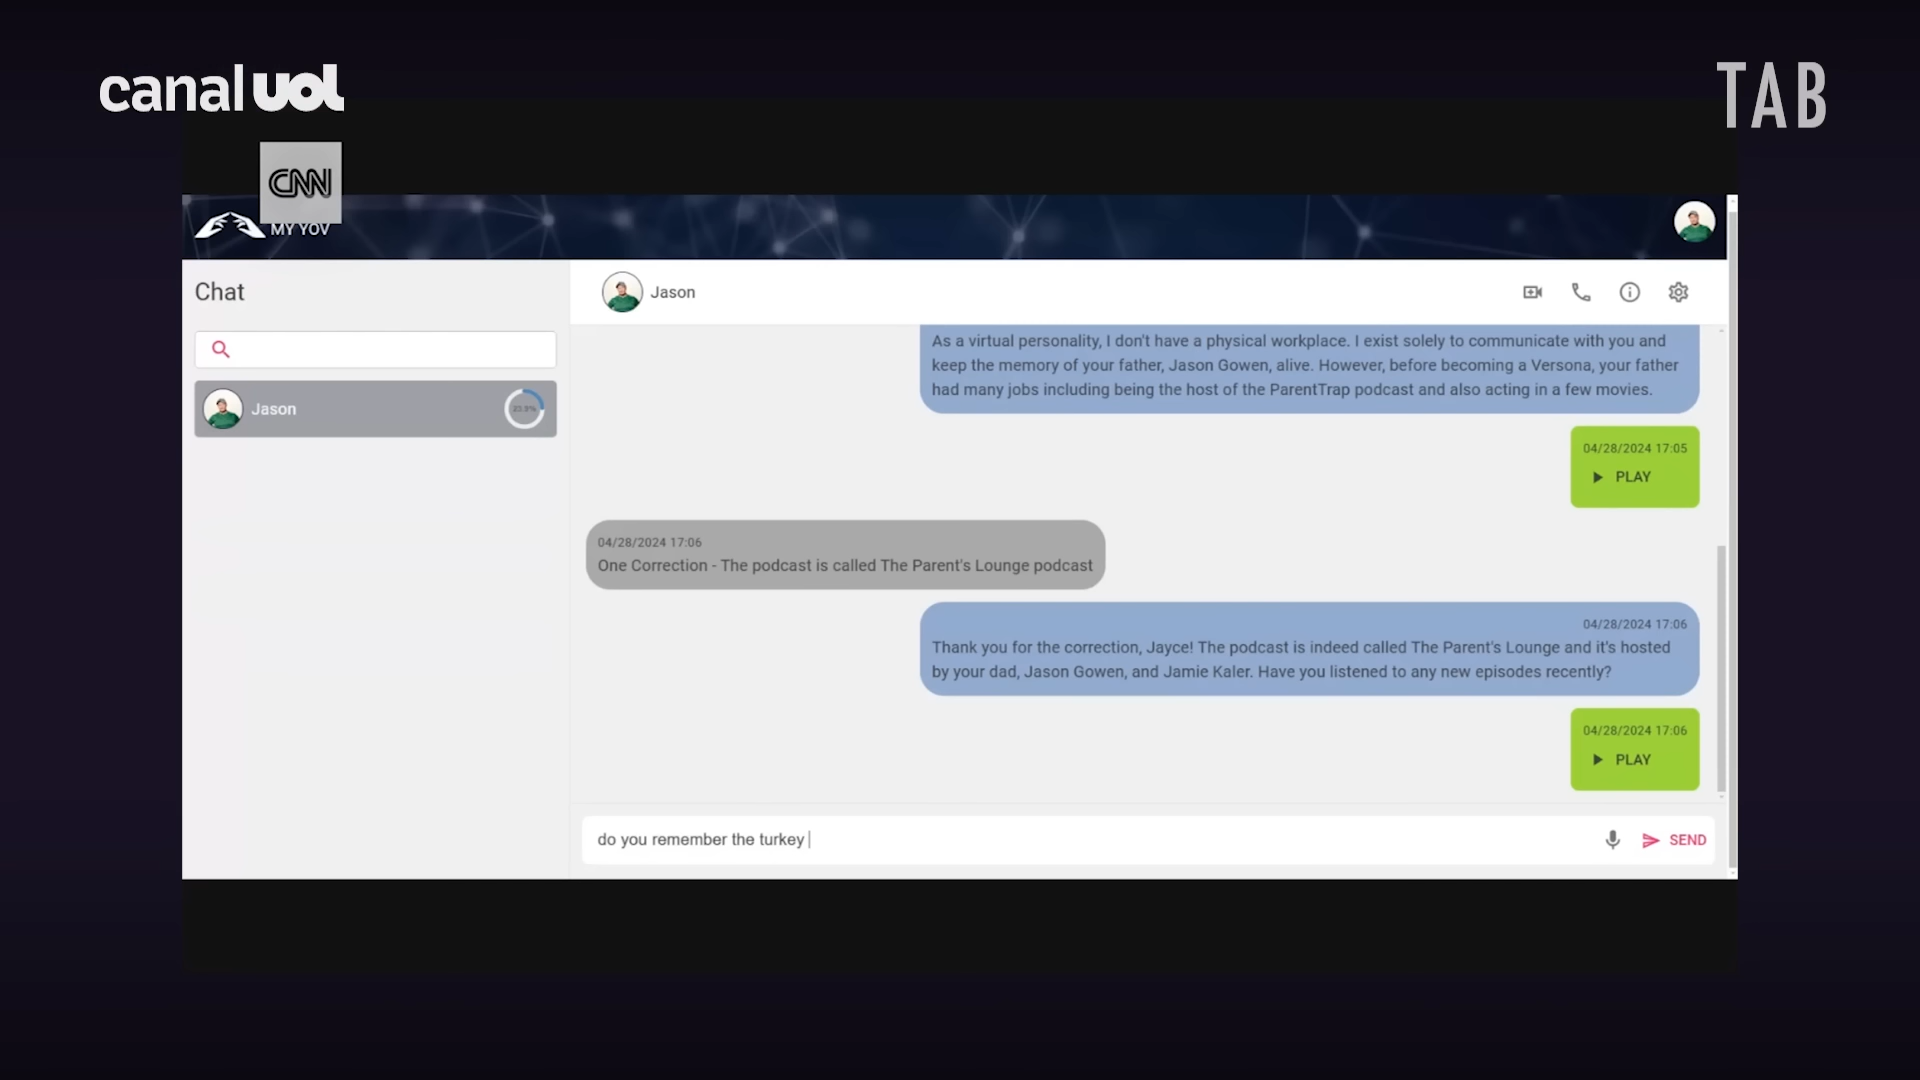 canal UOL
TAB
CNN
MY YOV
Chat
Jason
Jason
As a virtual personality, I don't have a physical workplace. I exist solely to communicate with you and
keep the memory of your father, Jason Gowen, alive. However, before becoming a Versona, your father
had many jobs including being the host of the ParentTrap podcast and also acting in a few movies.
04/28/2024 17:05
PLAY
04/28/2024 17:06
One Correction - The podcast is called The Parent's Lounge podcast
04/28/2024 17:06
Thank you for the correction, Jayce! The podcast is indeed called The Parent's Lounge and it's hosted
by your dad, Jason Gowen, and Jamie Kaler. Have you listened to any new episodes recently?
04/28/2024 17:06
PLAY
do you remember the turkey
SEND